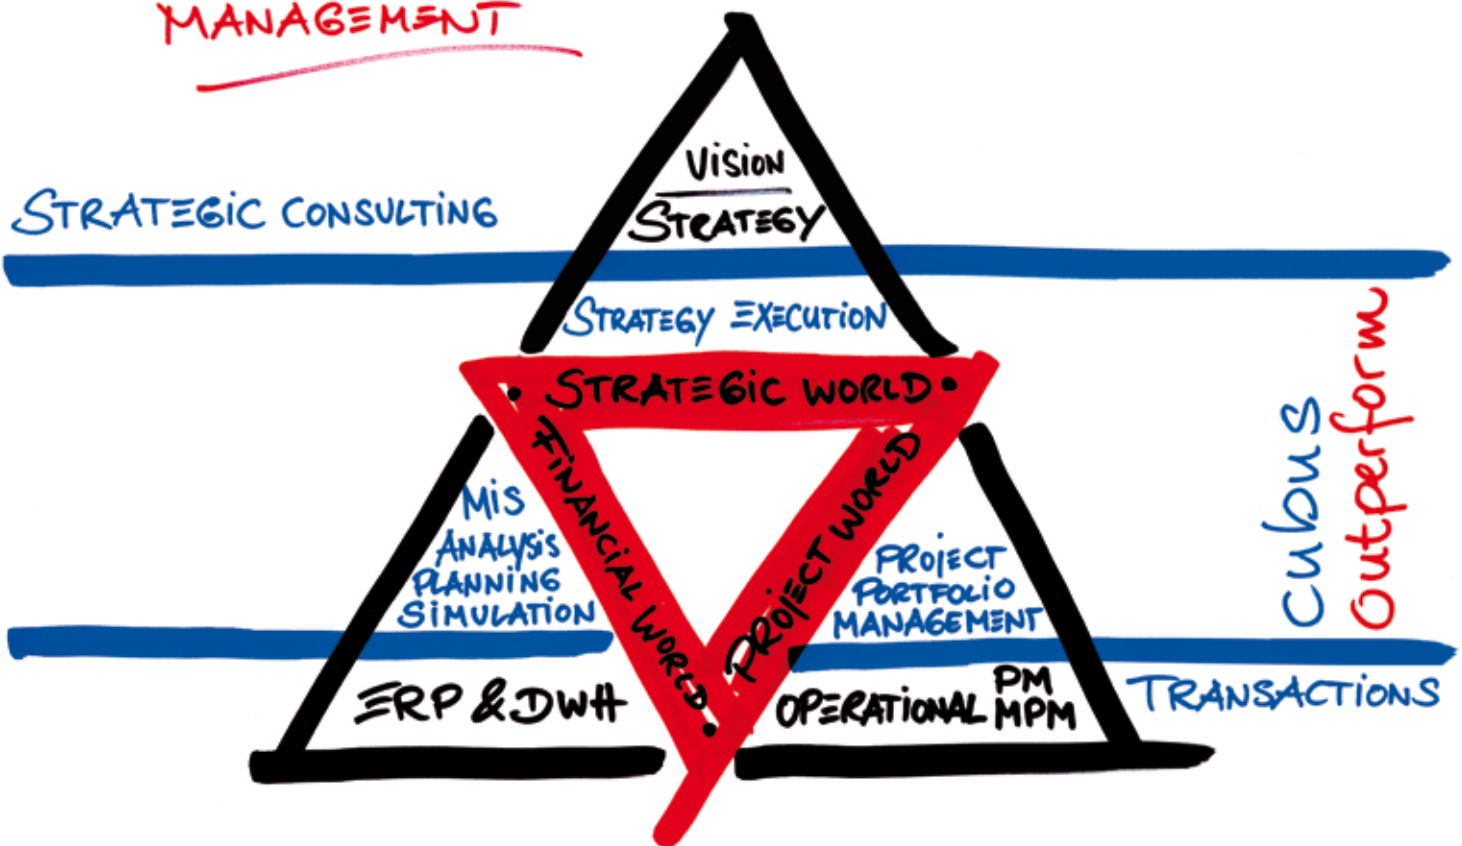 MANAGEMENT
VISION
STRATEGY
STRATEGIC CONSULTING
STRATEGY EXECUTION
STRATEGIC WORLD
FINANCIAL WORLD
PROJECT WORLD
MIS
ANALYSIS
PLANNING
SIMULATION
PROJECT
PORTFOLIO
MANAGEMENT
cubus
outperform
ERP & DWH
OPERATIONAL PM
MPM
TRANSACTIONS